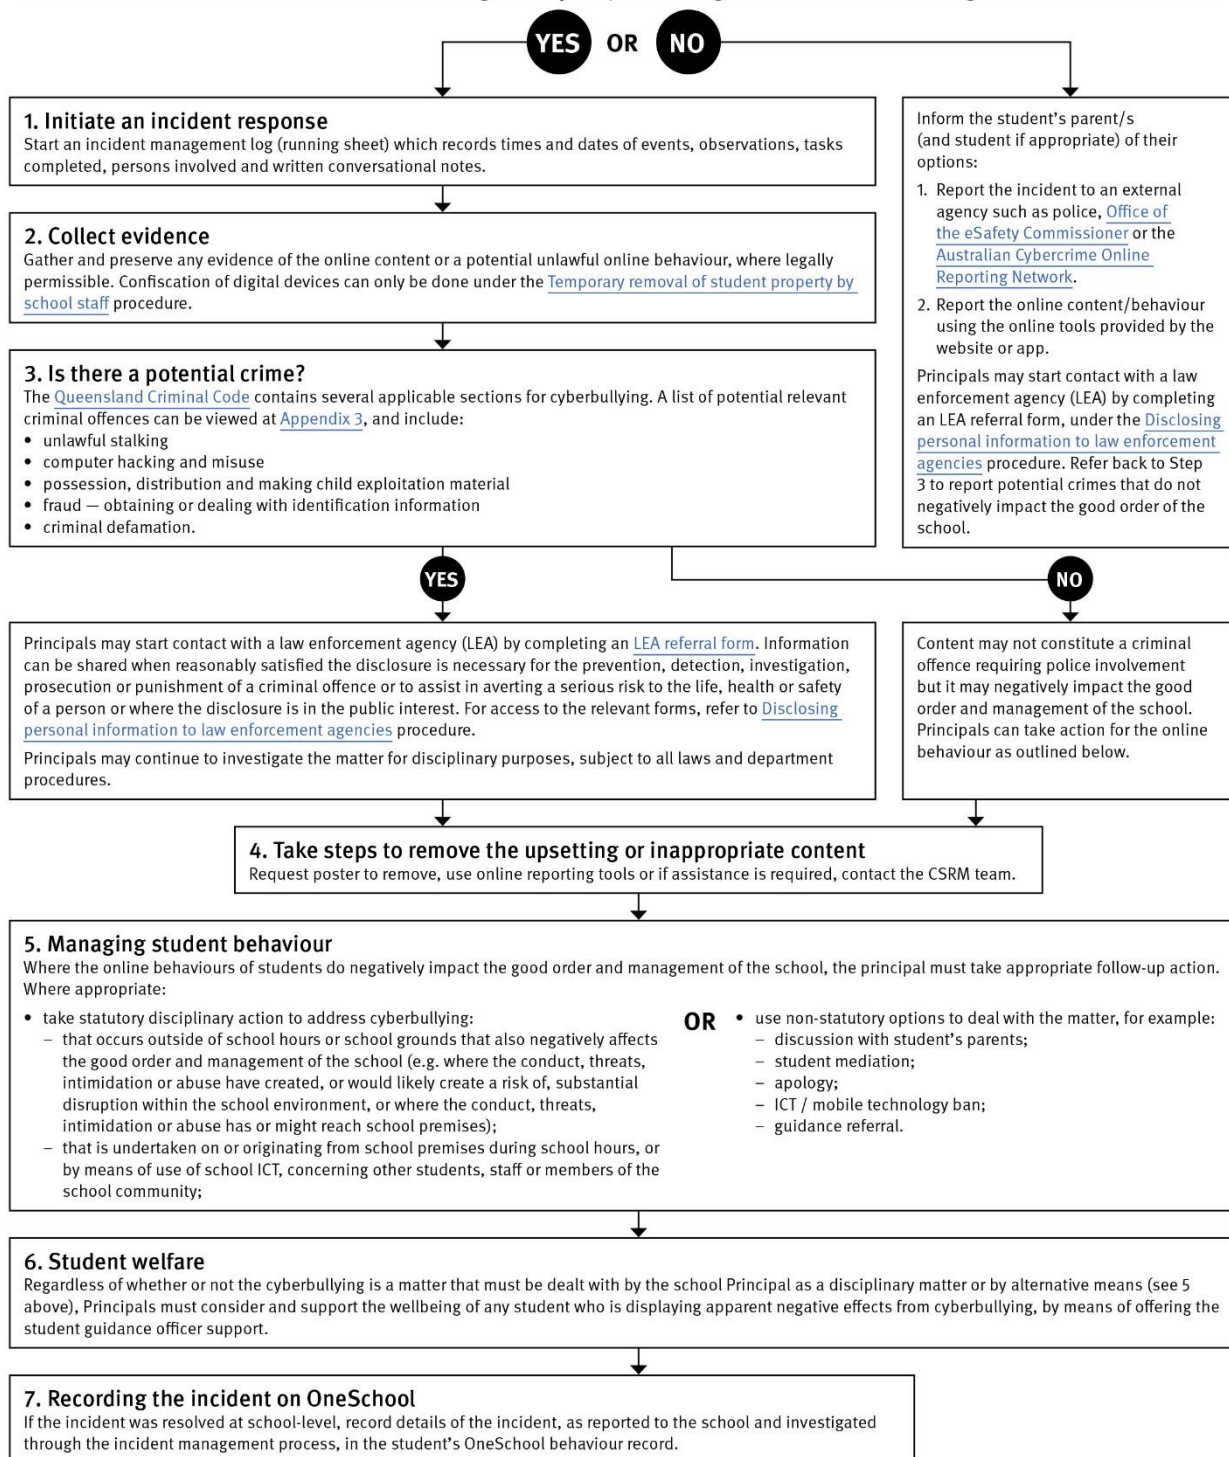 YES OR NO
1. Initiate an incident response
Start an incident management log (running sheet) which records times and dates of events, observations, tasks
completed, persons involved and written conversational notes.
2. Collect evidence
Gather and preserve any evidence of the online content or a potential unlawful online behaviour, where legally
permissible. Confiscation of digital devices can only be done under the Temporary removal of student property by
school staff procedure.
3. Is there a potential crime?
The Queensland Criminal Code contains several applicable sections for cyberbullying. A list of potential relevant
criminal offences can be viewed at Appendix 3, and include:
• unlawful stalking
• computer hacking and misuse
• possession, distribution and making child exploitation material
• fraud — obtaining or dealing with identification information
• criminal defamation.
Inform the student's parent/s
(and student if appropriate) of their
options:
1. Report the incident to an external
agency such as police, Office of
the eSafety Commissioner or the
Australian Cybercrime Online
Reporting Network.
2. Report the online content/behaviour
using the online tools provided by the
website or app.
Principals may start contact with a law
enforcement agency (LEA) by completing
an LEA referral form, under the Disclosing
personal information to law enforcement
agencies procedure. Refer back to Step
3 to report potential crimes that do not
negatively impact the good order of the
school.
YES
NO
Principals may start contact with a law enforcement agency (LEA) by completing an LEA referral form. Information
can be shared when reasonably satisfied the disclosure is necessary for the prevention, detection, investigation,
prosecution or punishment of a criminal offence or to assist in averting a serious risk to the life, health or safety
of a person or where the disclosure is in the public interest. For access to the relevant forms, refer to Disclosing
personal information to law enforcement agencies procedure.
Principals may continue to investigate the matter for disciplinary purposes, subject to all laws and department
procedures.
Content may not constitute a criminal
offence requiring police involvement
but it may negatively impact the good
order and management of the school.
Principals can take action for the online
behaviour as outlined below.
4. Take steps to remove the upsetting or inappropriate content
Request poster to remove, use online reporting tools or if assistance is required, contact the CSRM team.
5. Managing student behaviour
Where the online behaviours of students do negatively impact the good order and management of the school, the principal must take appropriate follow-up action.
Where appropriate:
• take statutory disciplinary action to address cyberbullying:
– that occurs outside of school hours or school grounds that also negatively affects
the good order and management of the school (e.g. where the conduct, threats,
intimidation or abuse have created, or would likely create a risk of, substantial
disruption within the school environment, or where the conduct, threats,
intimidation or abuse has or might reach school premises);
– that is undertaken on or originating from school premises during school hours, or
by means of use of school ICT, concerning other students, staff or members of the
school community;
OR
• use non-statutory options to deal with the matter, for example:
– discussion with student's parents;
– student mediation;
– apology;
– ICT / mobile technology ban;
– guidance referral.
6. Student welfare
Regardless of whether or not the cyberbullying is a matter that must be dealt with by the school Principal as a disciplinary matter or by alternative means (see 5
above), Principals must consider and support the wellbeing of any student who is displaying apparent negative effects from cyberbullying, by means of offering the
student guidance officer support.
7. Recording the incident on OneSchool
If the incident was resolved at school-level, record details of the incident, as reported to the school and investigated
through the incident management process, in the student's OneSchool behaviour record.